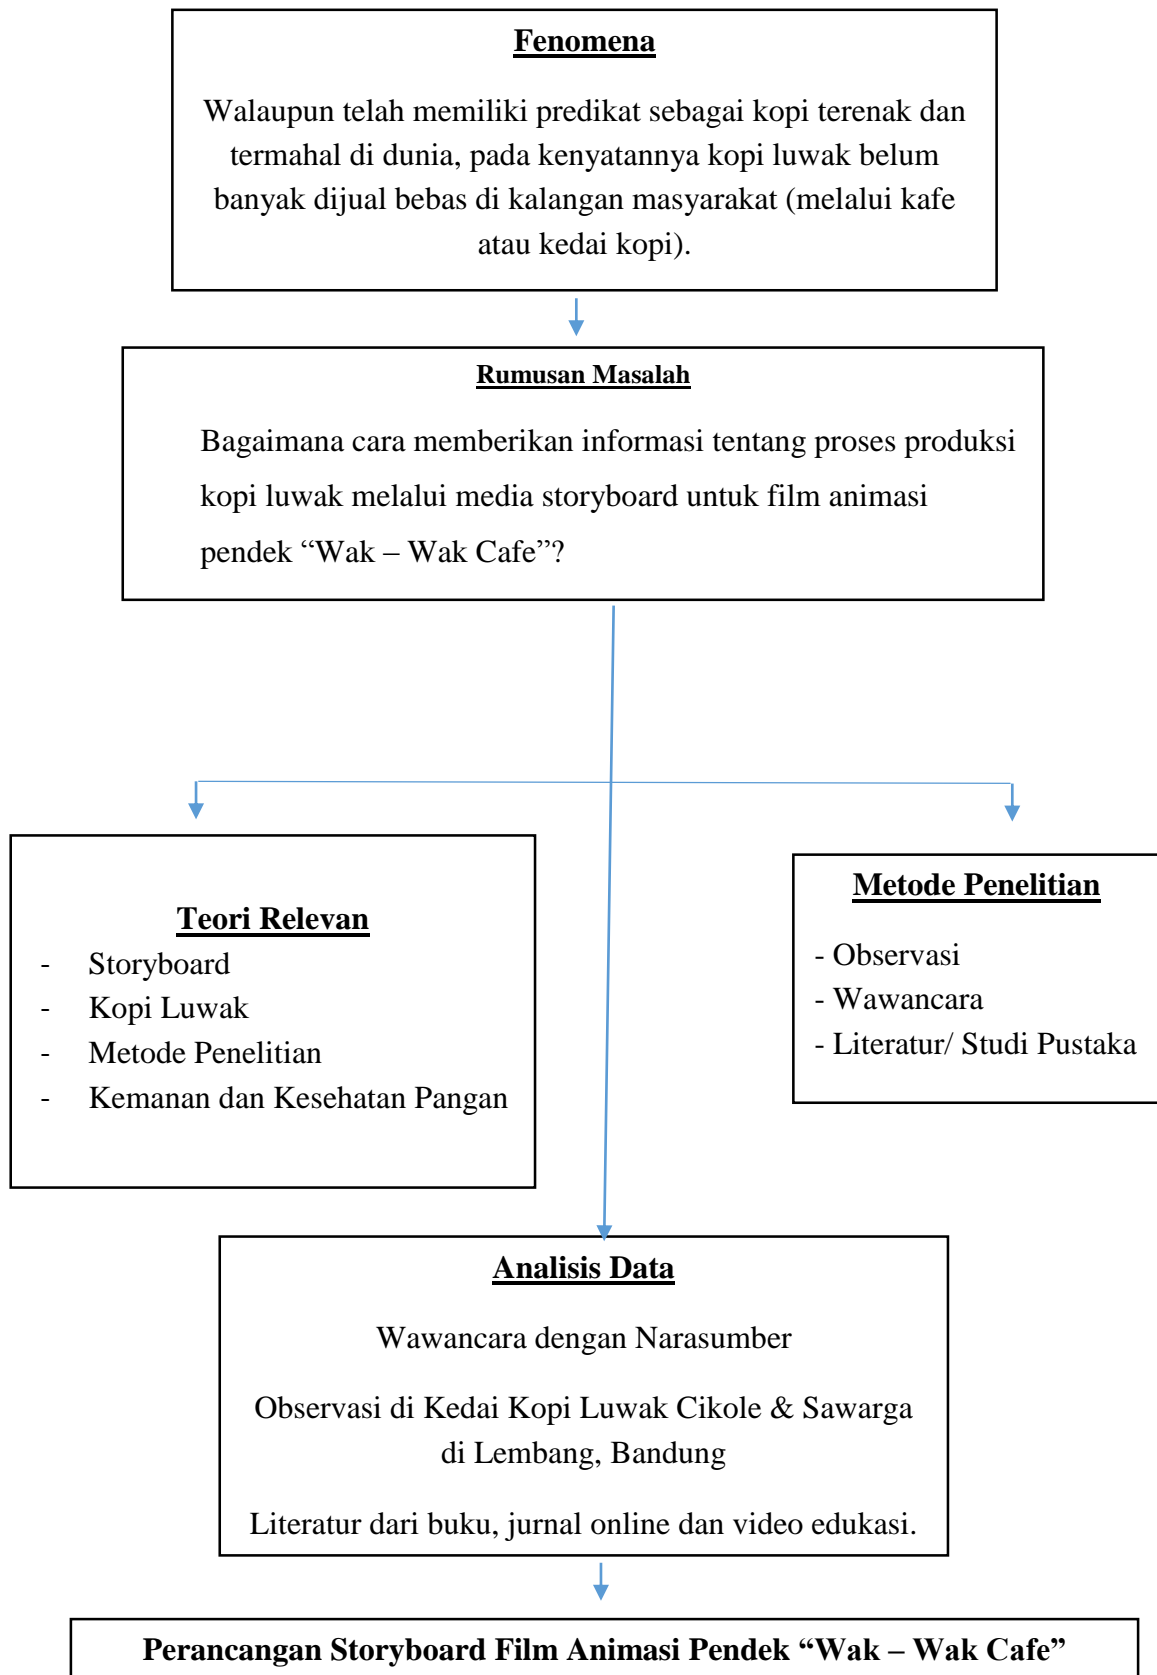 Fenomena
Walaupun telah memiliki predikat sebagai kopi terenak dan
termahal di dunia, pada kenyatannya kopi luwak belum
banyak dijual bebas di kalangan masyarakat (melalui kafe
atau kedai kopi).
Rumusan Masalah
Bagaimana cara memberikan informasi tentang proses produksi
kopi luwak melalui media storyboard untuk film animasi
pendek “Wak – Wak Cafe”?
Teori Relevan
- Storyboard
- Kopi Luwak
- Metode Penelitian
- Kemanan dan Kesehatan Pangan
Metode Penelitian
- Observasi
- Wawancara
- Literatur/ Studi Pustaka
Analisis Data
Wawancara dengan Narasumber
Observasi di Kedai Kopi Luwak Cikole & Sawarga
di Lembang, Bandung
Literatur dari buku, jurnal online dan video edukasi.
Perancangan Storyboard Film Animasi Pendek “Wak – Wak Cafe”